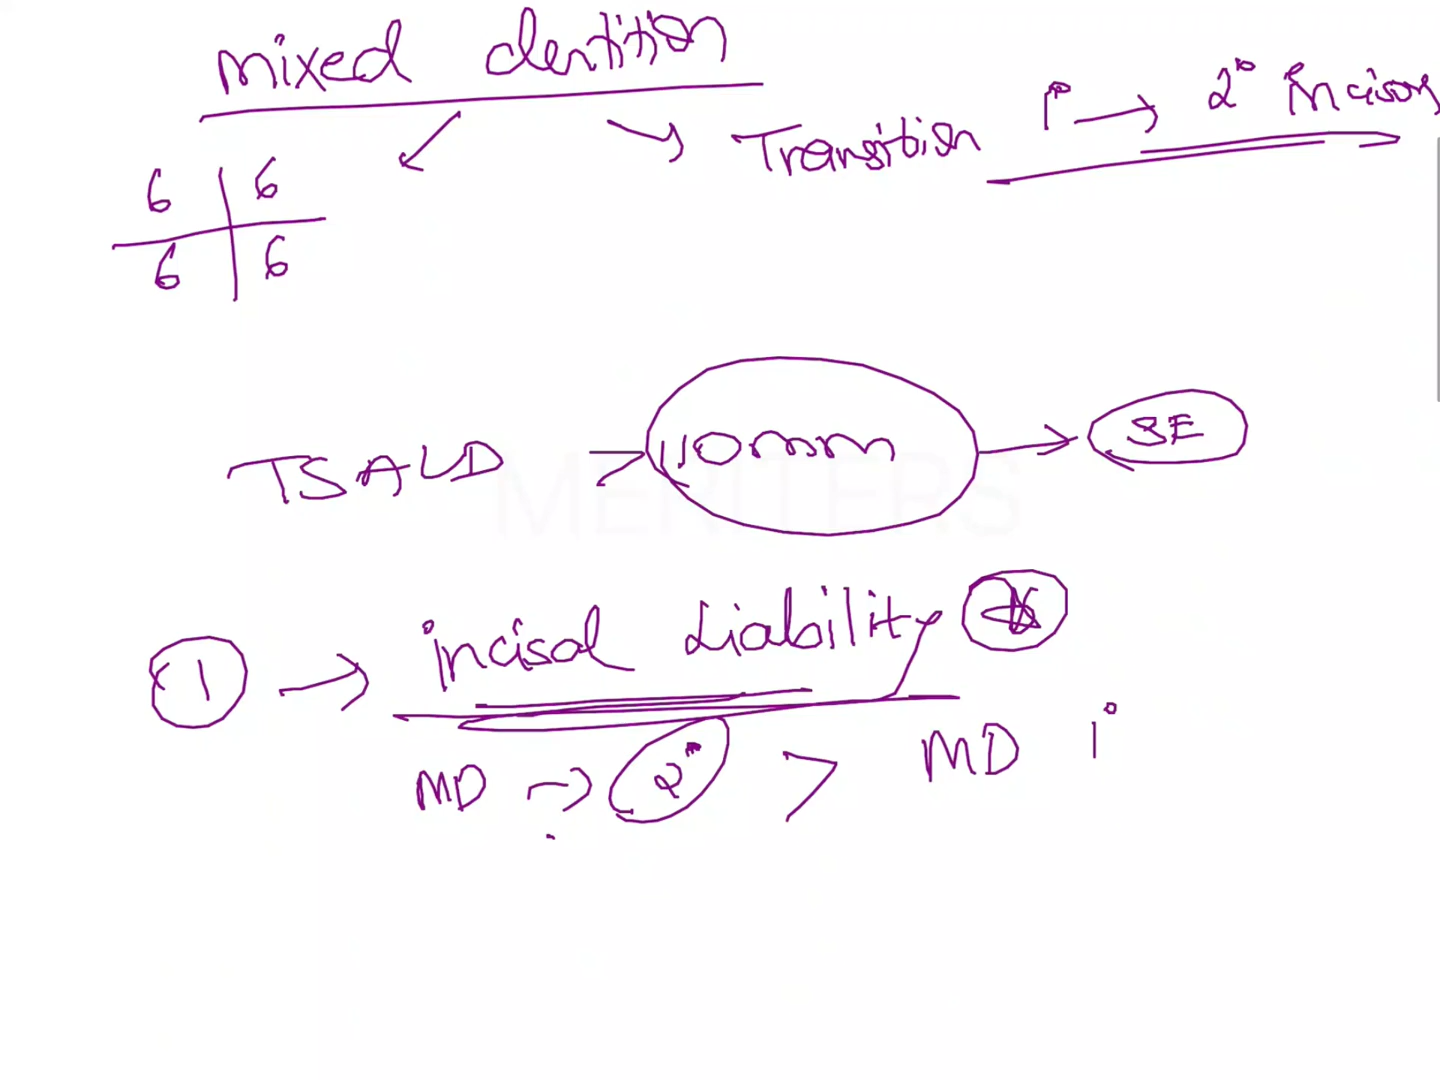 mixed dentition
Transition 1° → 2° incisors
6 | 6
6 | 6
TSALD → 10mm → SE
MERITERS
1 → incisal Liability
MD → 2° > MD 1°